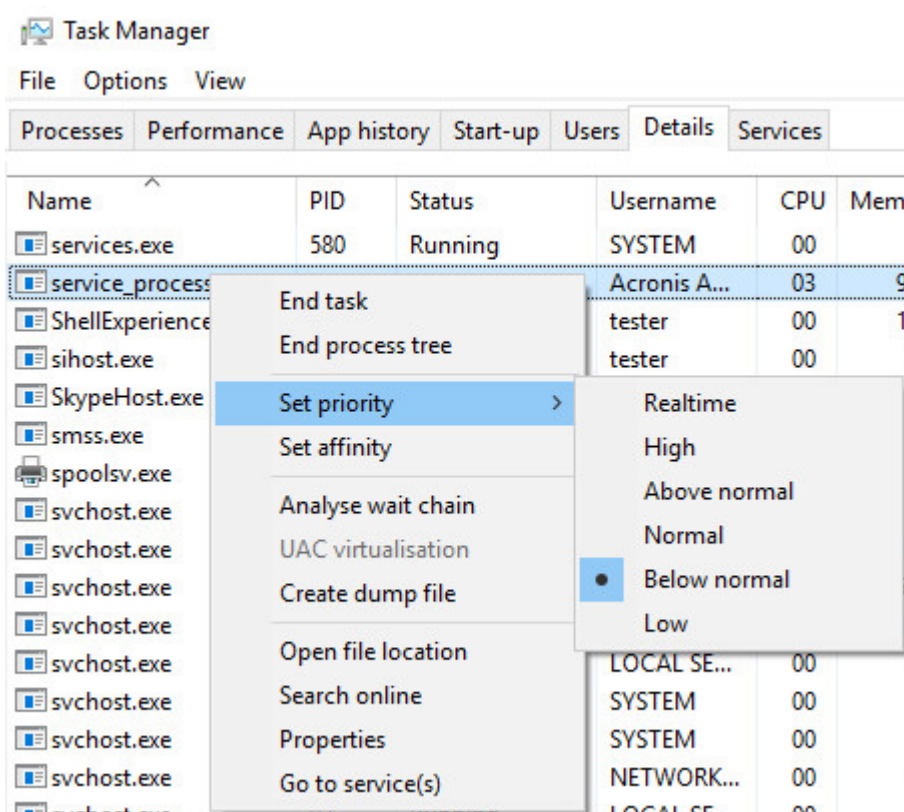 Task Manager
File Options View
Processes Performance App history Start-up Users Details Services
Name PID Status Username CPU Mem
services.exe 580 Running SYSTEM 00
service_process Acronis A... 03 9
ShellExperience tester 00 1
sihost.exe tester 00
SkypeHost.exe
smss.exe
spoolsv.exe
svchost.exe
svchost.exe
svchost.exe
svchost.exe
svchost.exe LOCAL SE... 00
svchost.exe SYSTEM 00
svchost.exe SYSTEM 00
svchost.exe NETWORK... 00
End task
End process tree
Set priority
Set affinity
Analyse wait chain
UAC virtualisation
Create dump file
Open file location
Search online
Properties
Go to service(s)
Realtime
High
Above normal
Normal
Below normal
Low